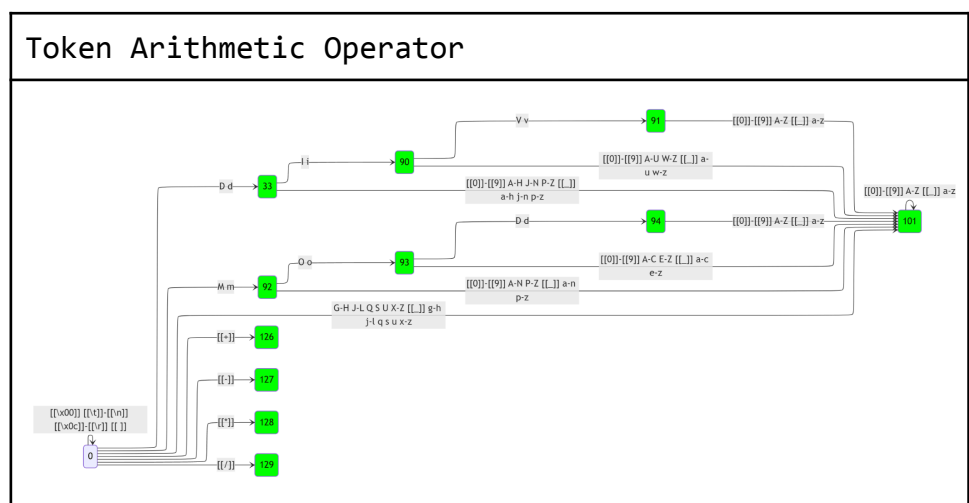 Token Arithmetic Operator
V v
91
[[0]]-[[9]] A-Z [[_]] a-z
I i
90
[[0]]-[[9]] A-U W-Z [[_]] a-
u w-z
D d
33
[[0]]-[[9]] A-H J-N P-Z [[_]]
a-h j-n p-z
[[0]]-[[9]] A-Z [[_]] a-z
101
D d
94
[[0]]-[[9]] A-Z [[_]] a-z
O o
93
[[0]]-[[9]] A-C E-Z [[_]] a-c
e-z
M m
92
[[0]]-[[9]] A-N P-Z [[_]] a-n
p-z
G-H J-L Q S U X-Z [[_]] g-h
j-l q s u x-z
[[+]]
126
[[-]]
127
[[\x00]] [[\t]]-[[\n]]
[[\x0c]]-[[\r]] [[ ]]
0
[[*]]
128
[[/]]
129